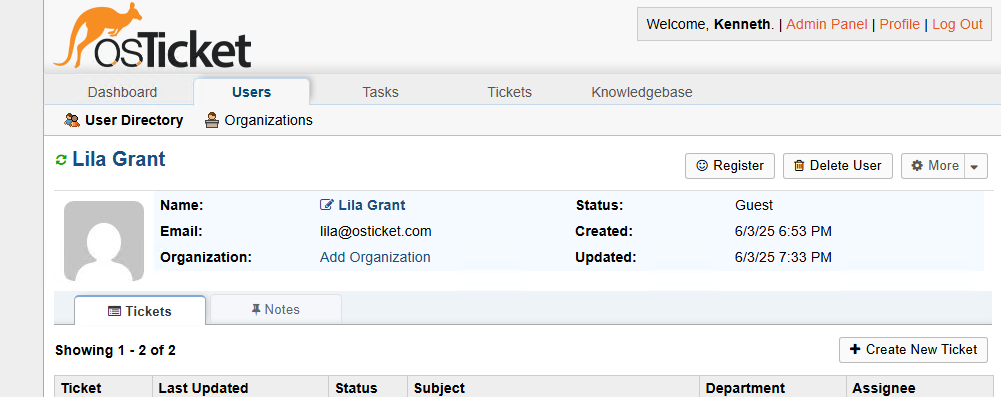 osTicket
Welcome, Kenneth. | Admin Panel | Profile | Log Out
Dashboard Users Tasks Tickets Knowledgebase
User Directory Organizations
Lila Grant
Register Delete User More
Name: Lila Grant Status: Guest
Email: lila@osticket.com Created: 6/3/25 6:53 PM
Organization: Add Organization Updated: 6/3/25 7:33 PM
Tickets Notes
Showing 1 - 2 of 2 Create New Ticket
Ticket Last Updated Status Subject Department Assignee